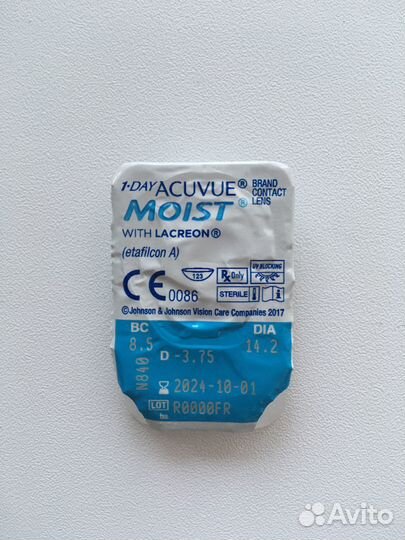 1·DAY ACUVUE® BRAND CONTACT LENS
MOIST®
WITH LACREON®
(etafilcon A)
123 Rx Only UV BLOCKING
CE 0086 STERILE
©Johnson & Johnson Vision Care Companies 2017
BC DIA
8.5 D -3.75 14.2
N840
2024-10-01
LOT R0000FR
Avito